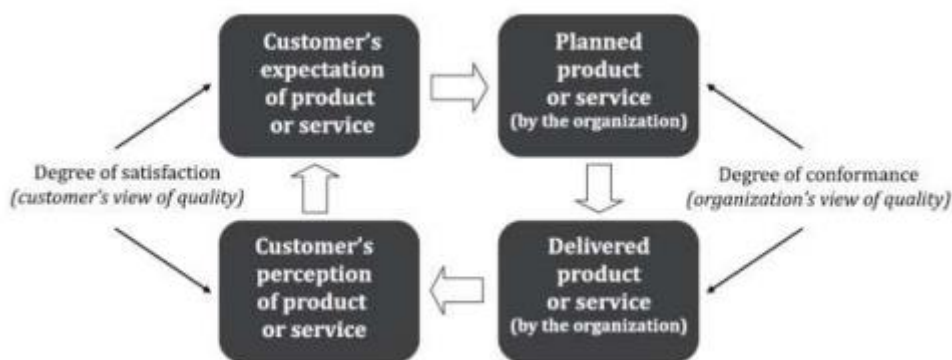 Customer's
expectation
of product
or service
Planned
product
or service
(by the organization)
Degree of satisfaction
(customer's view of quality)
Degree of conformance
(organization's view of quality)
Customer's
perception
of product
or service
Delivered
product
or service
(by the organization)